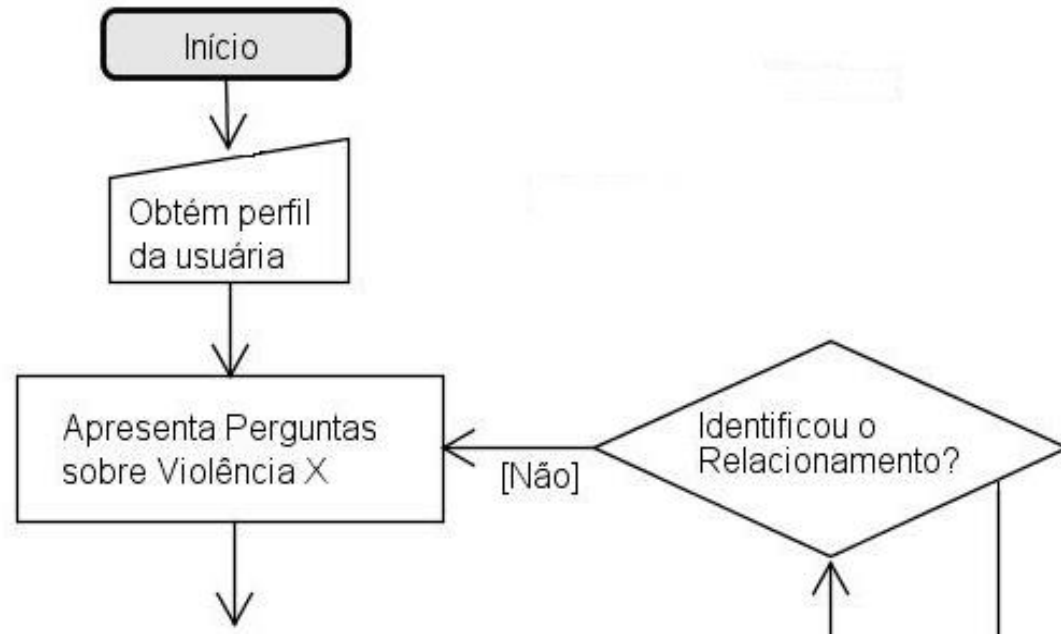 Início
Obtém perfil
da usuária
Apresenta Perguntas
sobre Violência X
[Não]
Identificou o
Relacionamento?